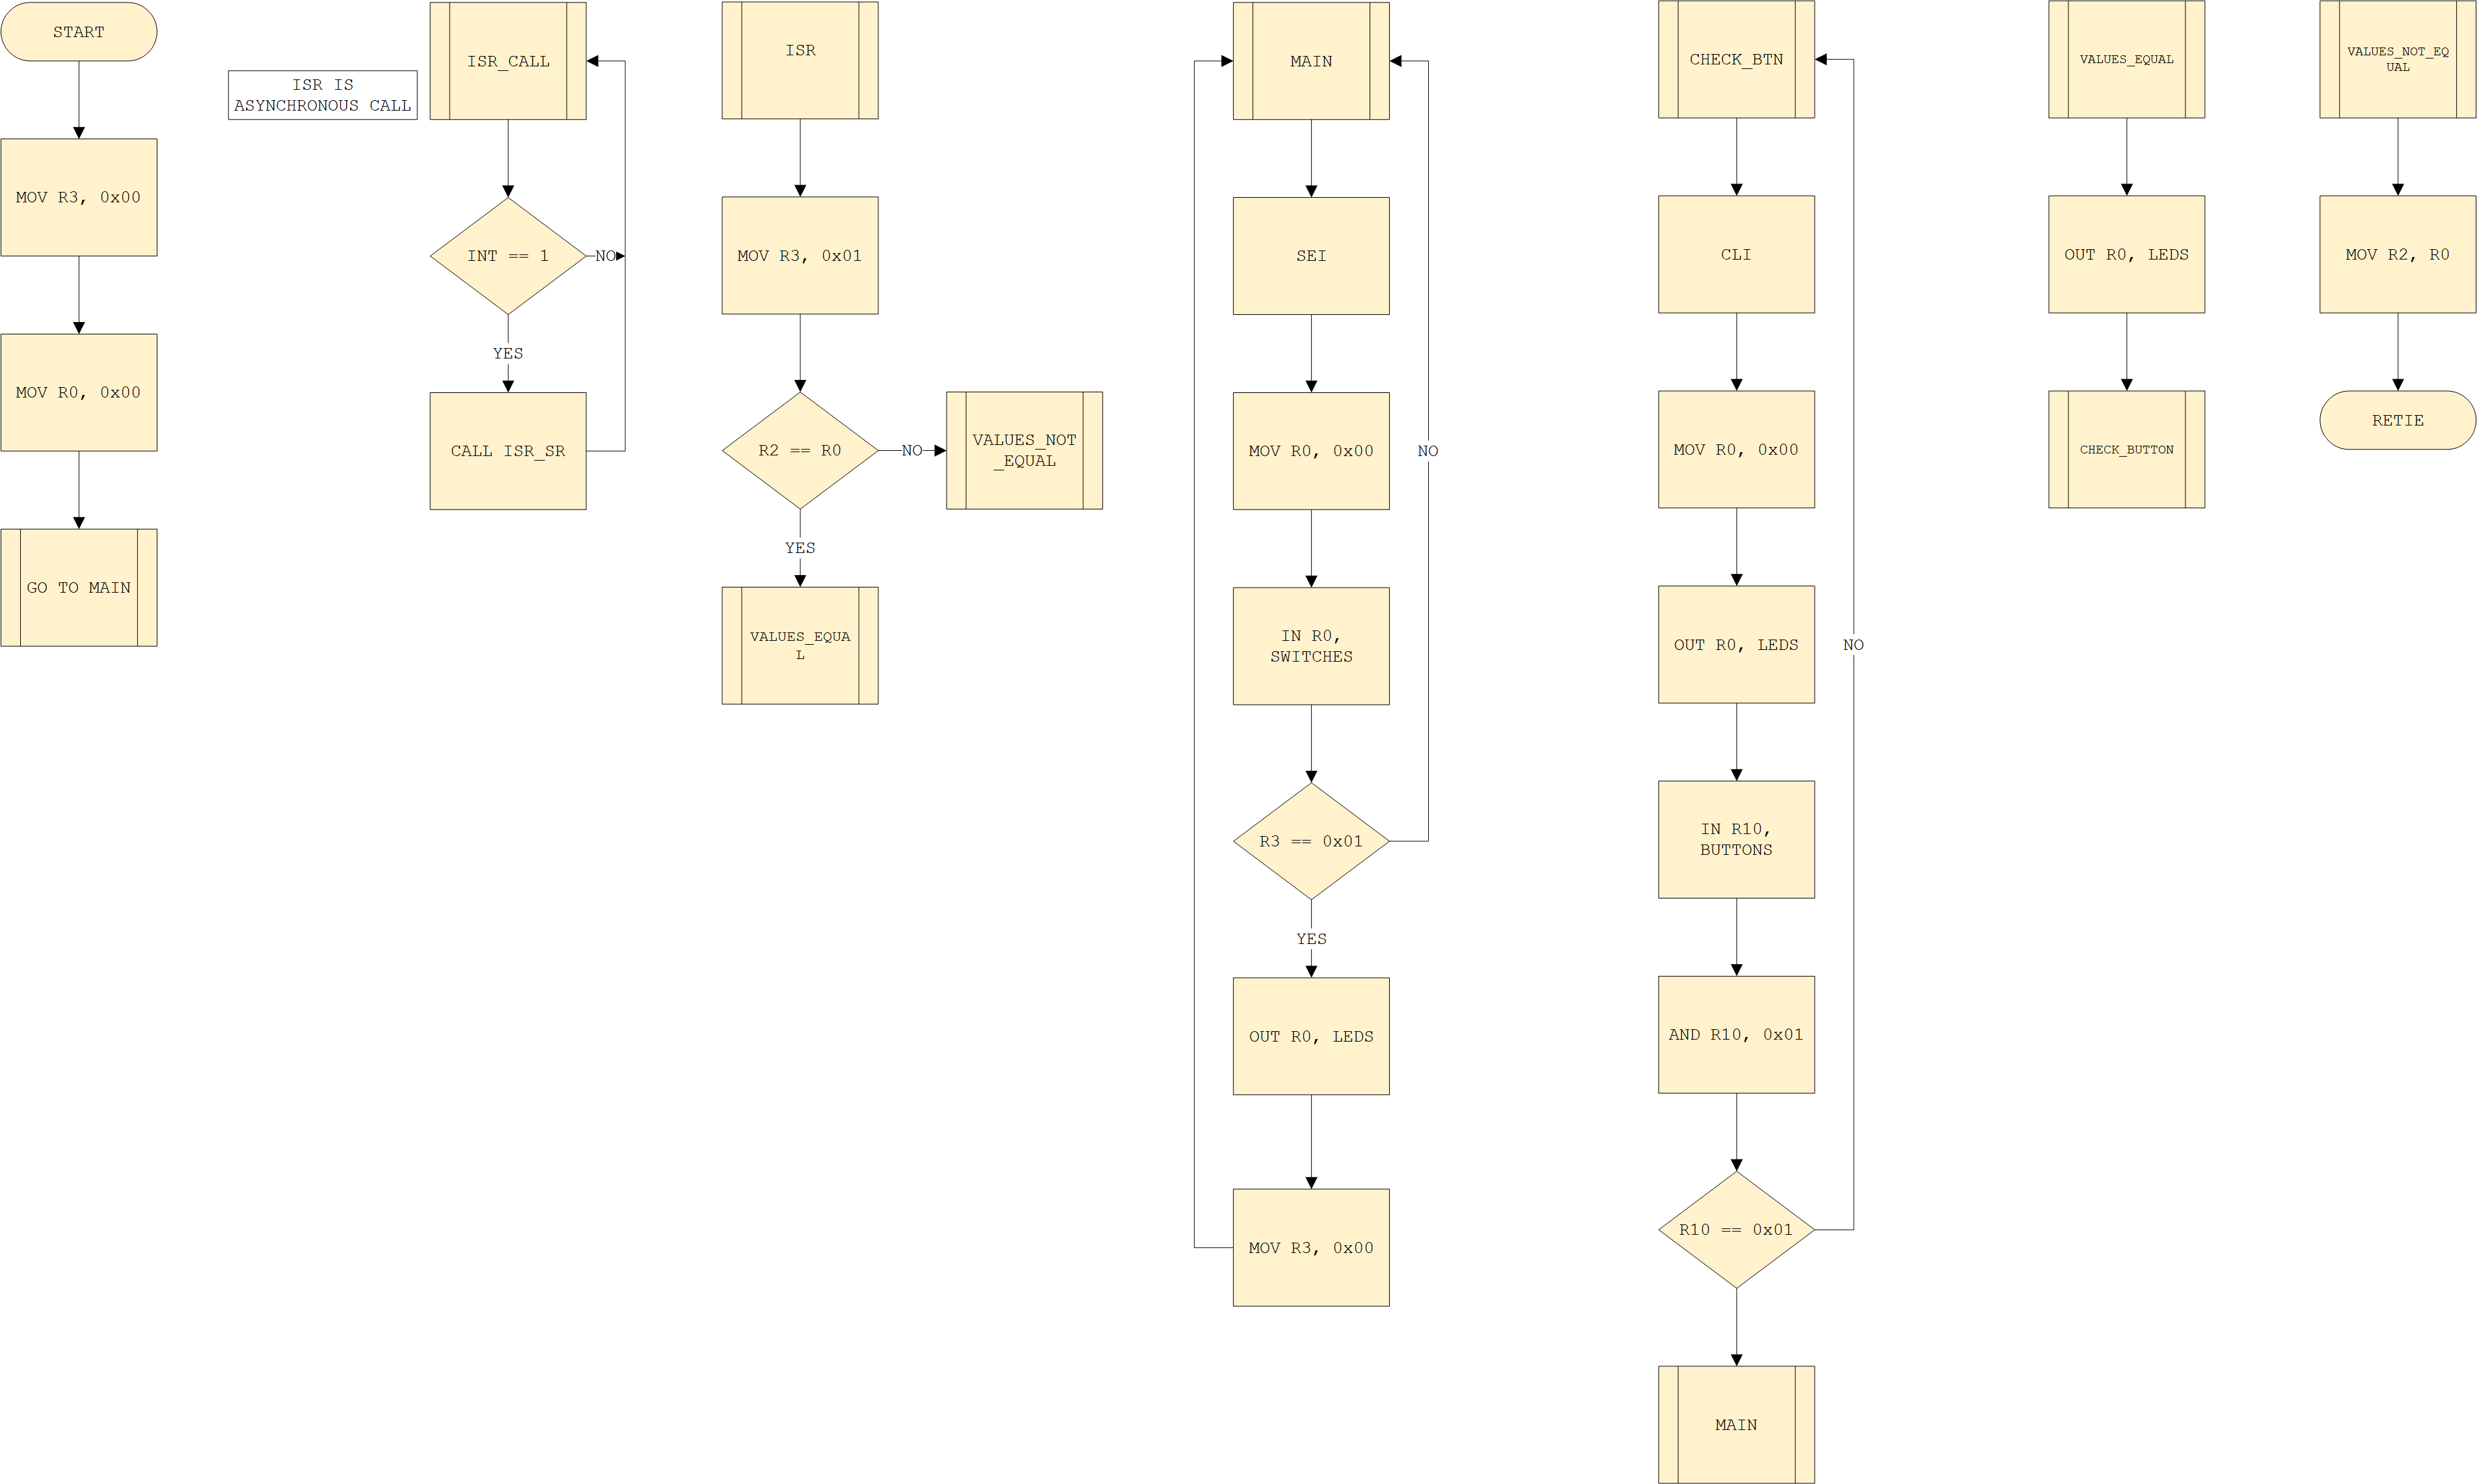 START
MOV R3, 0x00
MOV R0, 0x00
GO TO MAIN
ISR IS
ASYNCHRONOUS CALL
ISR_CALL
INT == 1
NO
YES
CALL ISR_SR
ISR
MOV R3, 0x01
R2 == R0
NO
VALUES_NOT
_EQUAL
YES
VALUES_EQUA
L
MAIN
SEI
MOV R0, 0x00
NO
IN R0,
SWITCHES
R3 == 0x01
YES
OUT R0, LEDS
MOV R3, 0x00
CHECK_BTN
CLI
MOV R0, 0x00
OUT R0, LEDS
NO
IN R10,
BUTTONS
AND R10, 0x01
R10 == 0x01
MAIN
VALUES_EQUAL
OUT R0, LEDS
CHECK_BUTTON
VALUES_NOT_EQ
UAL
MOV R2, R0
RETIE